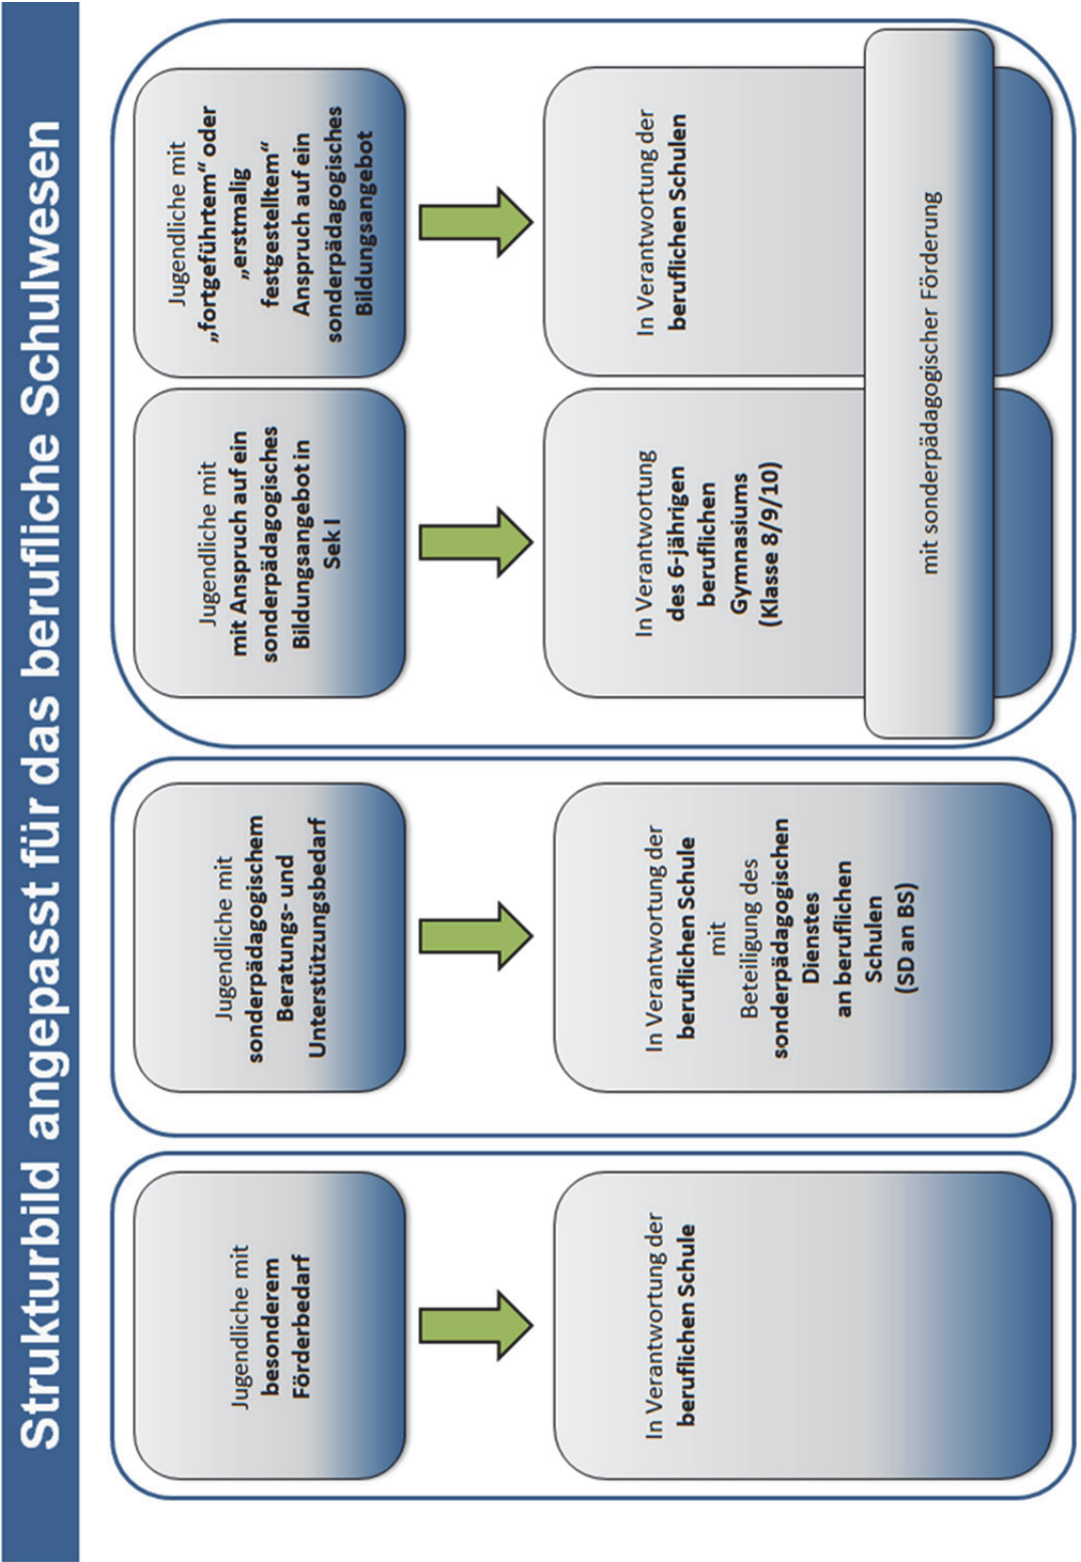 Strukturbild angepasst für das berufliche Schulwesen
Jugendliche mit
besonderem
Förderbedarf
In Verantwortung der
beruflichen Schule
Jugendliche mit
sonderpädagogischem
Beratungs- und
Unterstützungsbedarf
In Verantwortung der
beruflichen Schule
mit
Beteiligung des
sonderpädagogischen
Dienstes
an beruflichen
Schulen
(SD an BS)
Jugendliche mit
mit Anspruch auf ein
sonderpädagogisches
Bildungsangebot in
Sek I
In Verantwortung
des 6-jährigen
beruflichen
Gymnasiums
(Klasse 8/9/10)
Jugendliche mit
„fortgeführtem“ oder
„erstmalig
festgestelltem“
Anspruch auf ein
sonderpädagogisches
Bildungsangebot
In Verantwortung der
beruflichen Schulen
mit sonderpädagogischer Förderung